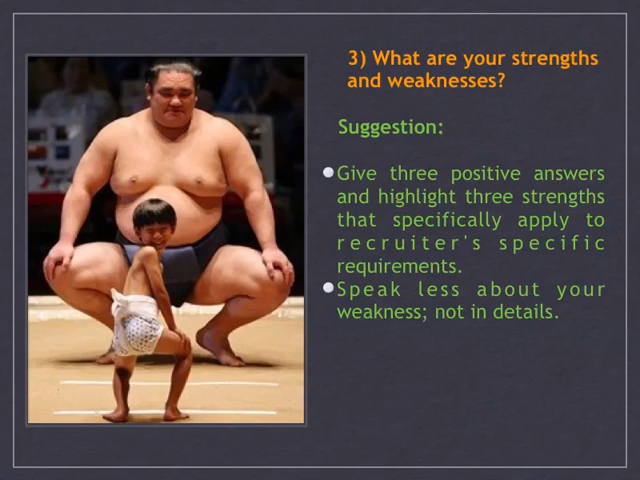 3) What are your strengths
and weaknesses?
Suggestion:
Give three positive answers
and highlight three strengths
that specifically apply to
recruiter's specific
requirements.
Speak less about your
weakness; not in details.